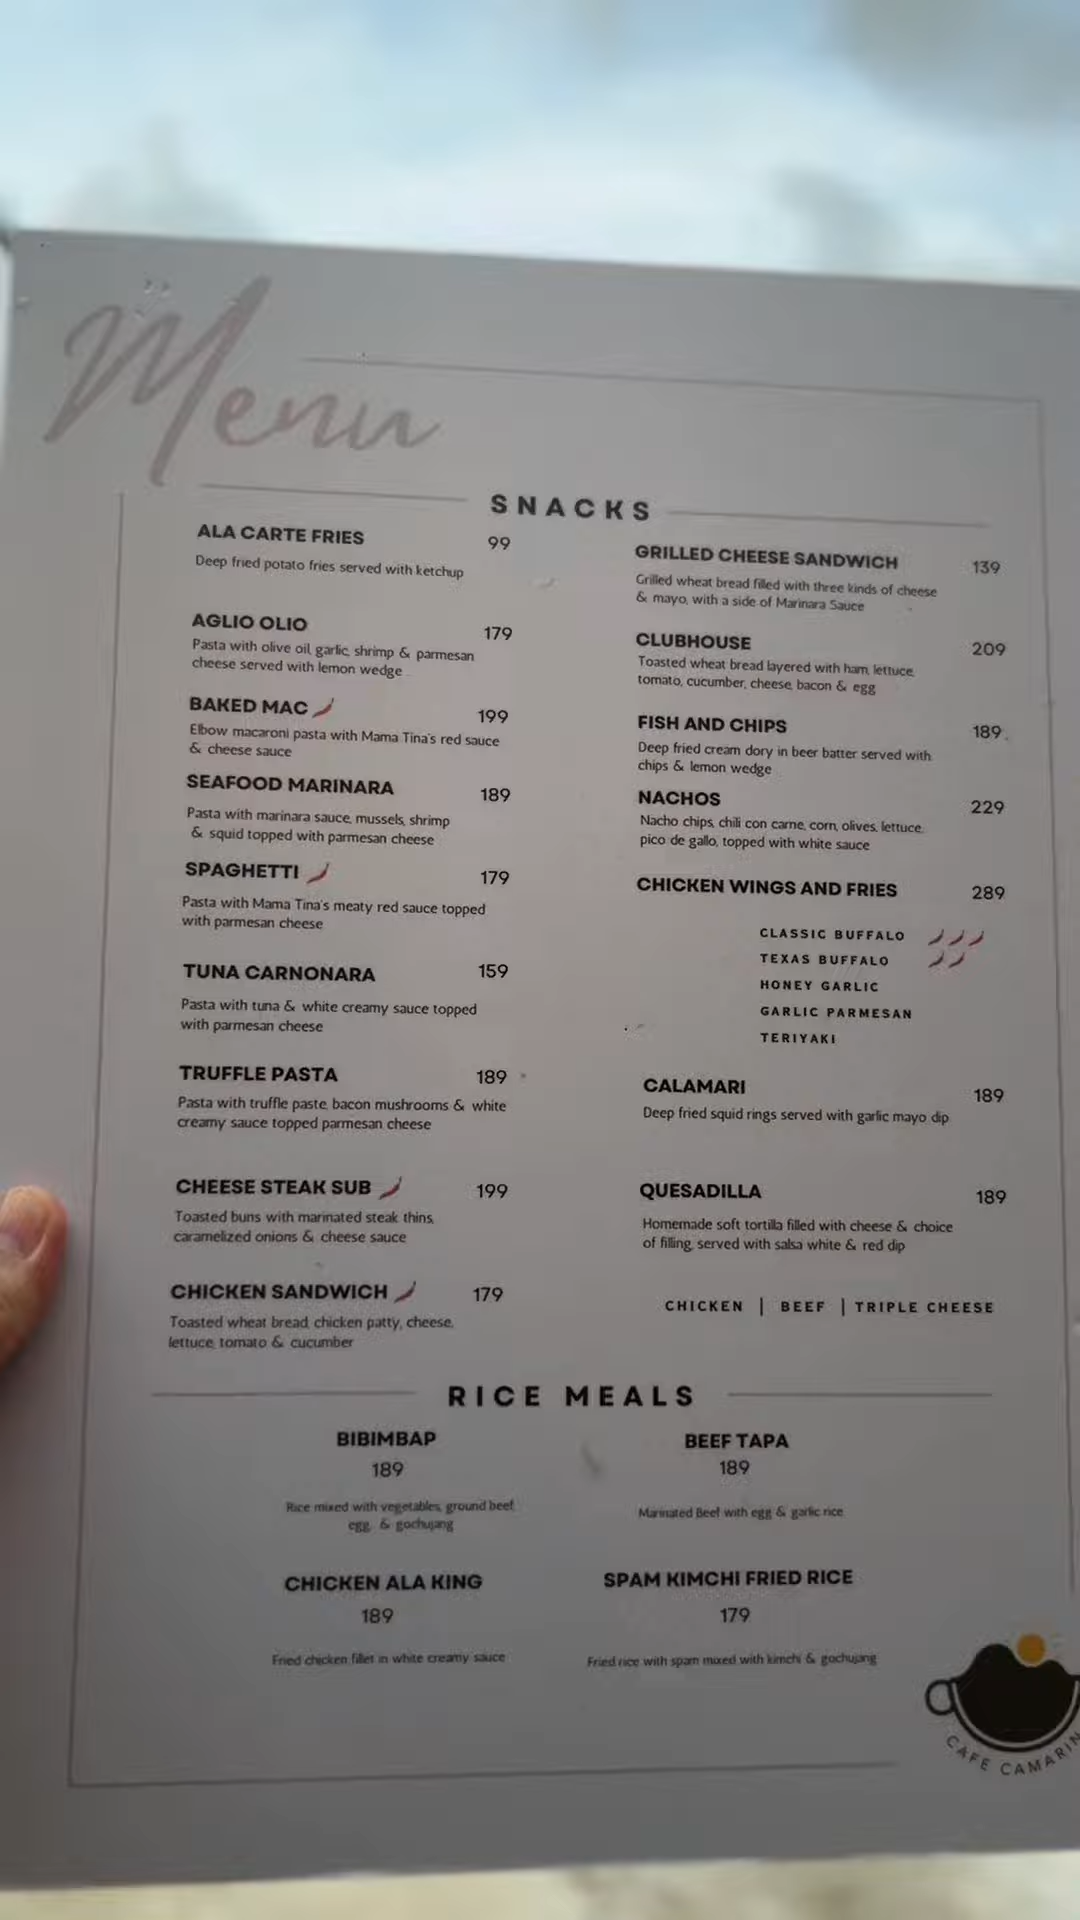 Menu
SNACKS
ALA CARTE FRIES 99
Deep fried potato fries served with ketchup
AGLIO OLIO 179
Pasta with olive oil, garlic, shrimp & parmesan
cheese served with lemon wedge
BAKED MAC 199
Elbow macaroni pasta with Mama Tina's red sauce
& cheese sauce
SEAFOOD MARINARA 189
Pasta with marinara sauce, mussels, shrimp
& squid topped with parmesan cheese
SPAGHETTI 179
Pasta with Mama Tina's meaty red sauce topped
with parmesan cheese
TUNA CARNONARA 159
Pasta with tuna & white creamy sauce topped
with parmesan cheese
TRUFFLE PASTA 189
Pasta with truffle paste, bacon mushrooms & white
creamy sauce topped parmesan cheese
CHEESE STEAK SUB 199
Toasted buns with marinated steak thins,
caramelized onions & cheese sauce
CHICKEN SANDWICH 179
Toasted wheat bread, chicken patty, cheese,
lettuce, tomato & cucumber
GRILLED CHEESE SANDWICH 139
Grilled wheat bread filled with three kinds of cheese
& mayo, with a side of Marinara Sauce
CLUBHOUSE 209
Toasted wheat bread layered with ham, lettuce,
tomato, cucumber, cheese, bacon & egg
FISH AND CHIPS 189
Deep fried cream dory in beer batter served with
chips & lemon wedge
NACHOS 229
Nacho chips, chili con carne, corn, olives, lettuce,
pico de gallo, topped with white sauce
CHICKEN WINGS AND FRIES 289
CLASSIC BUFFALO
TEXAS BUFFALO
HONEY GARLIC
GARLIC PARMESAN
TERIYAKI
CALAMARI 189
Deep fried squid rings served with garlic mayo dip
QUESADILLA 189
Homemade soft tortilla filled with cheese & choice
of filling, served with salsa white & red dip
CHICKEN | BEEF | TRIPLE CHEESE
RICE MEALS
BIBIMBAP
189
Rice mixed with vegetables, ground beef,
egg, & gochujang
BEEF TAPA
189
Marinated Beef with egg & garlic rice
CHICKEN ALA KING
189
Fried chicken fillet in white creamy sauce
SPAM KIMCHI FRIED RICE
179
Fried rice with spam mixed with kimchi & gochujang
CAFE CAMARIN